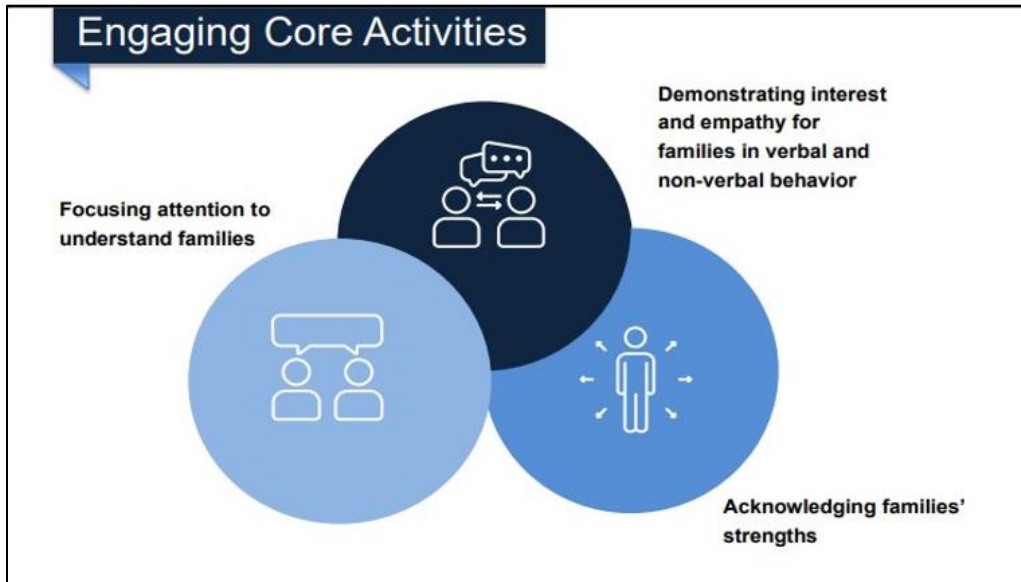 Engaging Core Activities
Demonstrating interest
and empathy for
families in verbal and
non-verbal behavior
Focusing attention to
understand families
Acknowledging families’
strengths